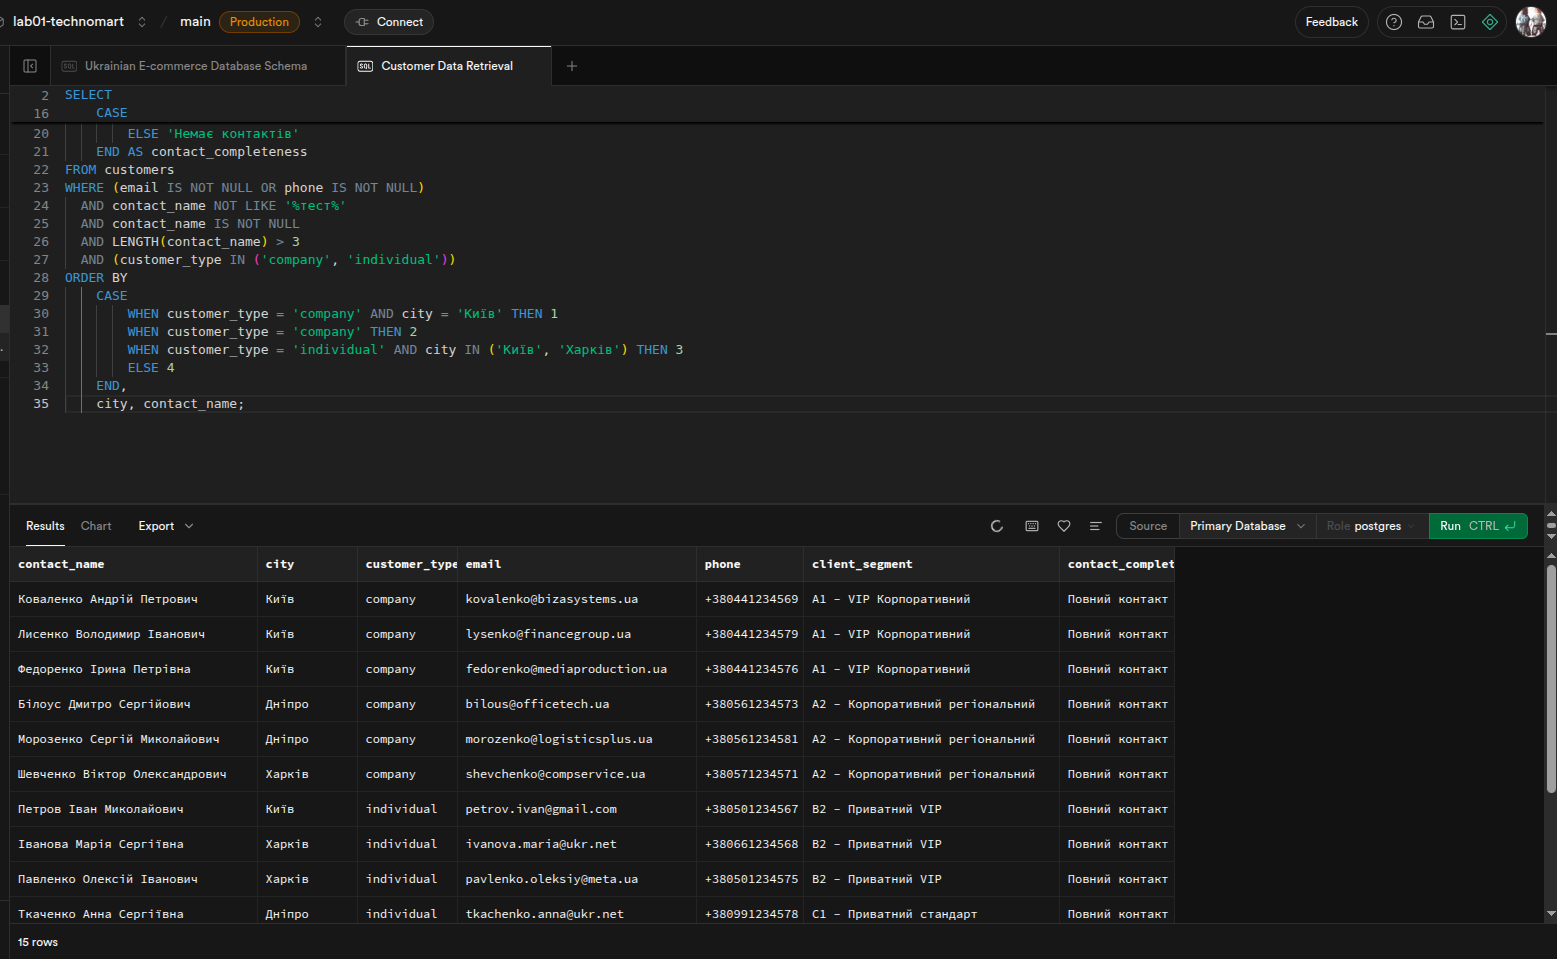 lab01-technomart / main Production Connect Feedback
Ukrainian E-commerce Database Schema Customer Data Retrieval
2 SELECT
16 CASE
20 ELSE 'Немає контактів'
21 END AS contact_completeness
22 FROM customers
23 WHERE (email IS NOT NULL OR phone IS NOT NULL)
24 AND contact_name NOT LIKE '%тест%'
25 AND contact_name IS NOT NULL
26 AND LENGTH(contact_name) > 3
27 AND (customer_type IN ('company', 'individual'))
28 ORDER BY
29 CASE
30 WHEN customer_type = 'company' AND city = 'Київ' THEN 1
31 WHEN customer_type = 'company' THEN 2
32 WHEN customer_type = 'individual' AND city IN ('Київ', 'Харків') THEN 3
33 ELSE 4
34 END,
35 city, contact_name;
Results Chart Export Source Primary Database Role postgres Run CTRL
contact_name city customer_type email phone client_segment contact_complet
Коваленко Андрій Петрович Київ company kovalenko@bizasystems.ua +380441234569 A1 - VIP Корпоративний Повний контакт
Лисенко Володимир Іванович Київ company lysenko@financegroup.ua +380441234579 A1 - VIP Корпоративний Повний контакт
Федоренко Ірина Петрівна Київ company fedorenko@mediaproduction.ua +380441234576 A1 - VIP Корпоративний Повний контакт
Білоус Дмитро Сергійович Дніпро company bilous@officetech.ua +380561234573 A2 - Корпоративний регіональний Повний контакт
Морозенко Сергій Миколайович Дніпро company morozenko@logisticsplus.ua +380561234581 A2 - Корпоративний регіональний Повний контакт
Шевченко Віктор Олександрович Харків company shevchenko@compservice.ua +380571234571 A2 - Корпоративний регіональний Повний контакт
Петров Іван Миколайович Київ individual petrov.ivan@gmail.com +380501234567 B2 - Приватний VIP Повний контакт
Іванова Марія Сергіївна Харків individual ivanova.maria@ukr.net +380661234568 B2 - Приватний VIP Повний контакт
Павленко Олексій Іванович Харків individual pavlenko.oleksiy@meta.ua +380501234575 B2 - Приватний VIP Повний контакт
Ткаченко Анна Сергіївна Дніпро individual tkachenko.anna@ukr.net +380991234578 C1 - Приватний стандарт Повний контакт
15 rows